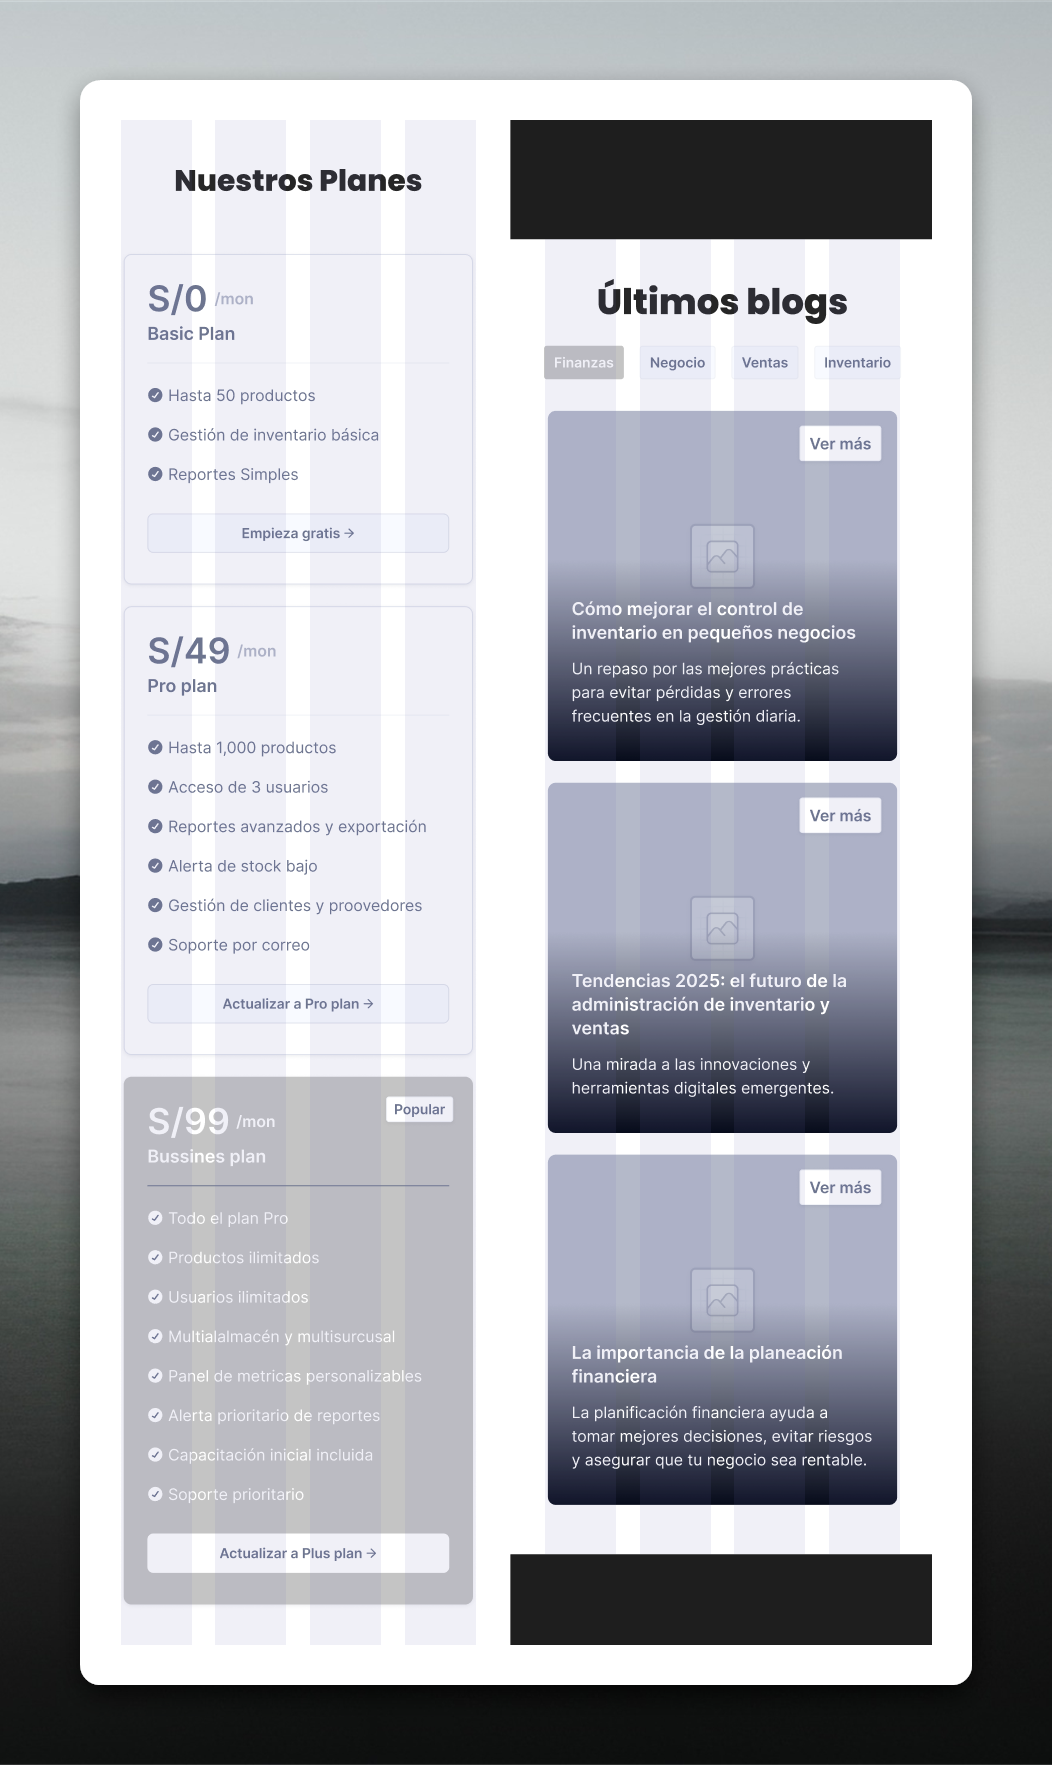 Nuestros Planes
S/0 /mon
Basic Plan
Hasta 50 productos
Gestión de inventario básica
Reportes Simples
Empieza gratis →
S/49 /mon
Pro plan
Hasta 1,000 productos
Acceso de 3 usuarios
Reportes avanzados y exportación
Alerta de stock bajo
Gestión de clientes y proovedores
Soporte por correo
Actualizar a Pro plan →
S/99 /mon
Popular
Bussines plan
Todo el plan Pro
Productos ilimitados
Usuarios ilimitados
Multialalmacén y multisurcusal
Panel de metricas personalizables
Alerta prioritario de reportes
Capacitación inicial incluida
Soporte prioritario
Actualizar a Plus plan →
Últimos blogs
Finanzas Negocio Ventas Inventario
Ver más
Cómo mejorar el control de
inventario en pequeños negocios
Un repaso por las mejores prácticas
para evitar pérdidas y errores
frecuentes en la gestión diaria.
Ver más
Tendencias 2025: el futuro de la
administración de inventario y
ventas
Una mirada a las innovaciones y
herramientas digitales emergentes.
Ver más
La importancia de la planeación
financiera
La planificación financiera ayuda a
tomar mejores decisiones, evitar riesgos
y asegurar que tu negocio sea rentable.